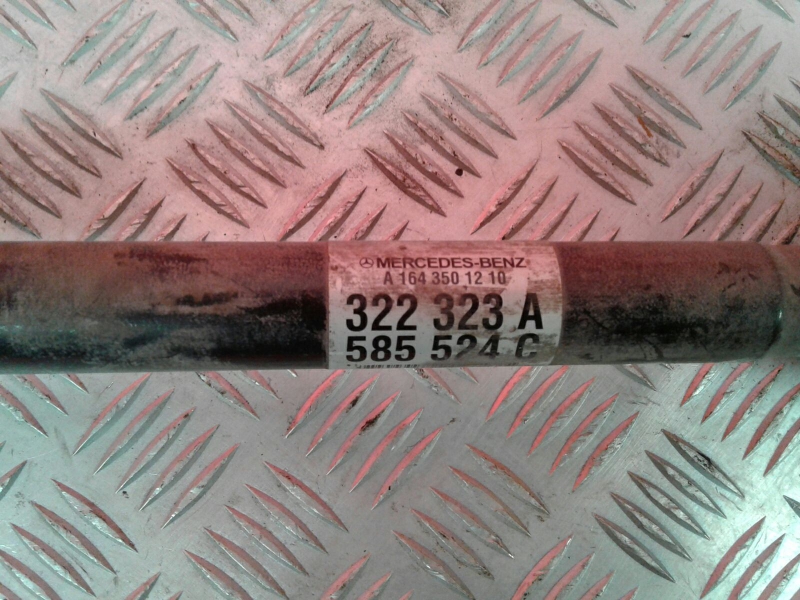 MERCEDES-BENZ
A 164 350 12 10
322 323 A
585 524 C